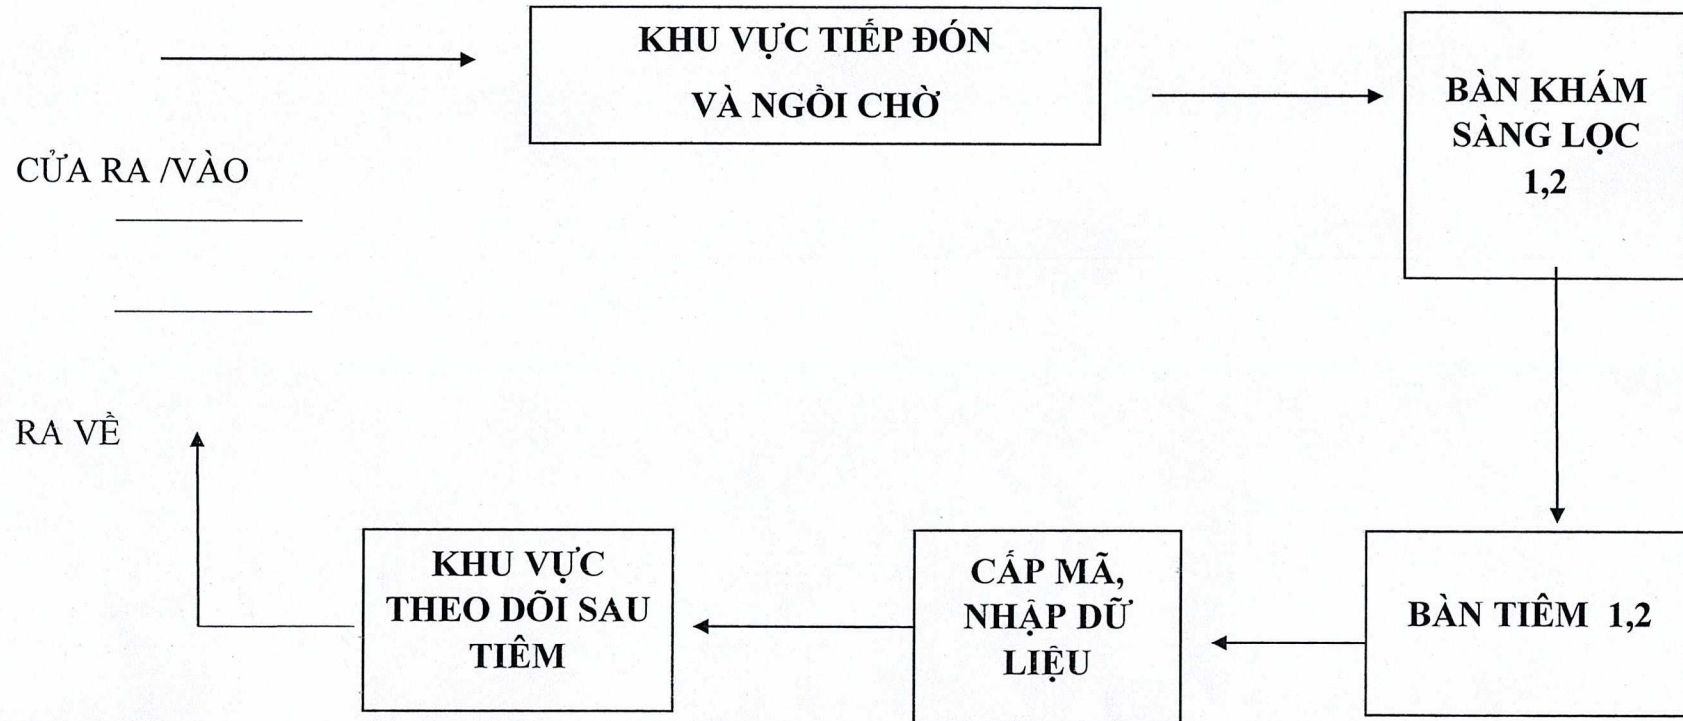 KHU VỰC TIẾP ĐÓN
VÀ NGỒI CHỜ
BÀN KHÁM
SÀNG LỌC
1,2
CỬA RA /VÀO
RA VỀ
KHU VỰC
THEO DÕI SAU
TIÊM
CẤP MÃ,
NHẬP DỮ
LIỆU
BÀN TIÊM 1,2